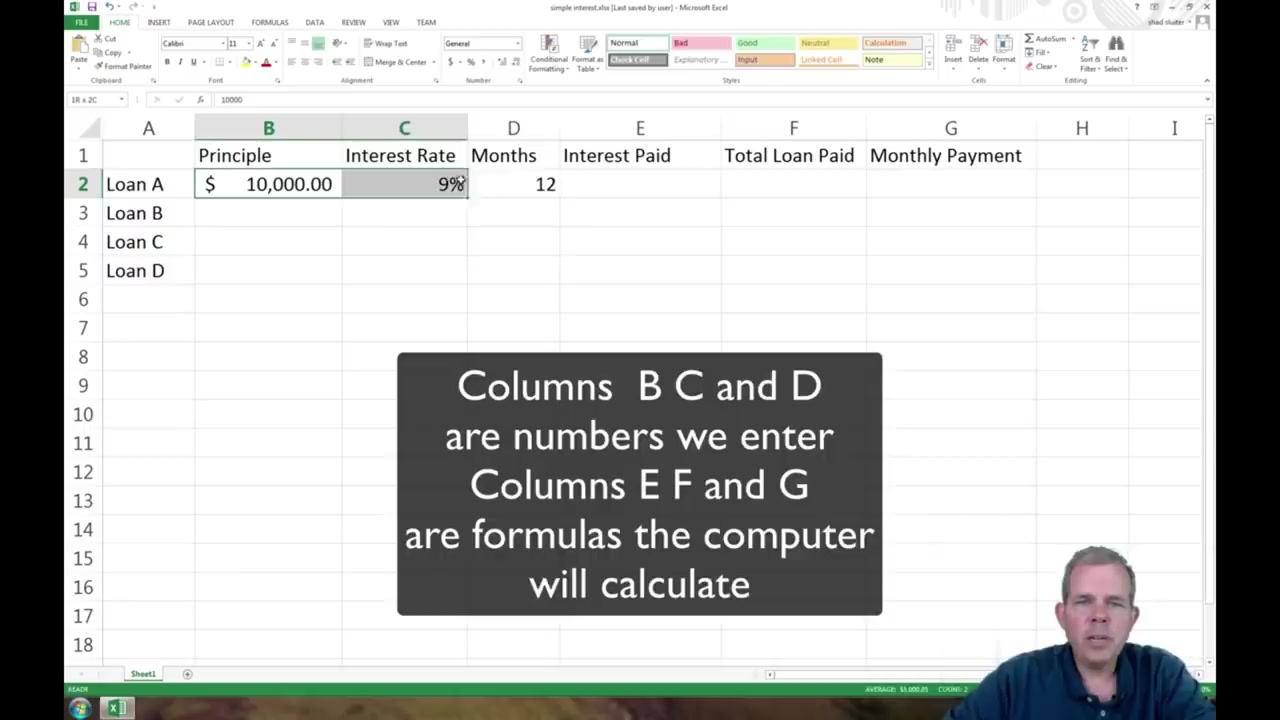 simple interest.xlsx [Last saved by user] - Microsoft Excel
FILE HOME INSERT PAGE LAYOUT FORMULAS DATA REVIEW VIEW TEAM
shad sluiter
Paste
Cut
Copy
Format Painter
Clipboard
Calibri 11
B I U
Font
Wrap Text
Merge & Center
Alignment
General
$ % ,
Number
Conditional Formatting
Format as Table
Normal Bad Good Neutral Calculation
Check Cell Explanatory ... Input Linked Cell Note
Styles
Insert Delete Format
Cells
AutoSum
Fill
Clear
Sort & Filter
Find & Select
Editing
1R x 2C
fx
10000
A B C D E F G H I
1 Principle Interest Rate Months Interest Paid Total Loan Paid Monthly Payment
2 Loan A $ 10,000.00 9% 12
3 Loan B
4 Loan C
5 Loan D
6
7
8
9
10
11
12
13
14
15
16
17
18
Columns B C and D
are numbers we enter
Columns E F and G
are formulas the computer
will calculate
Sheet1
READY
COUNT: 2